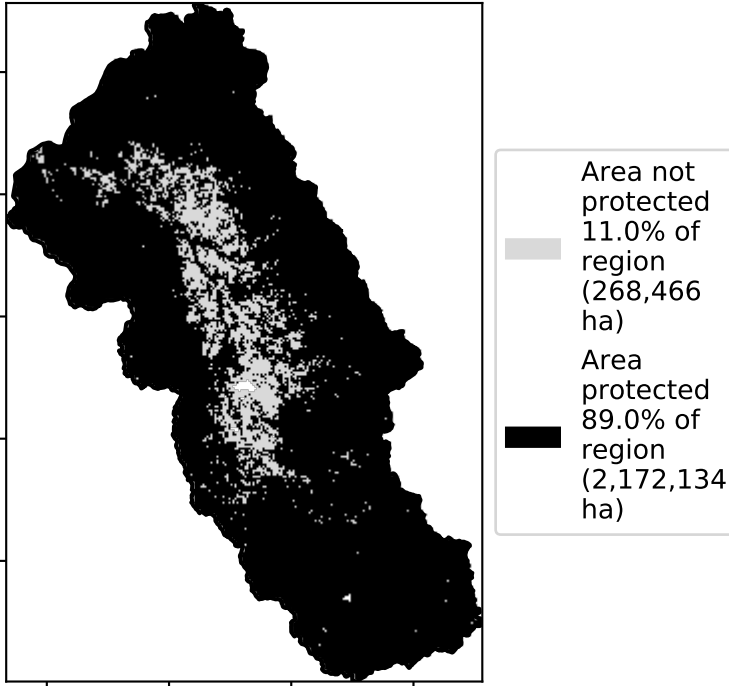 Area not
protected
11.0% of
region
(268,466
ha)
Area
protected
89.0% of
region
(2,172,134
ha)